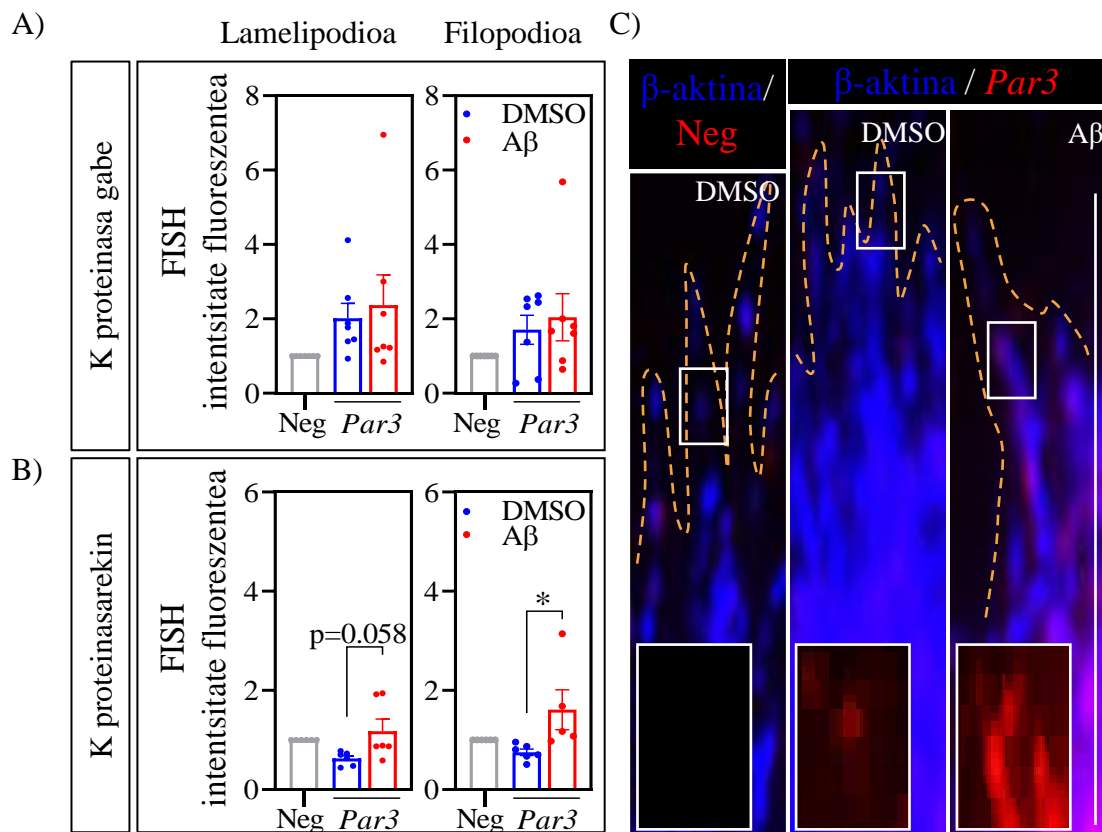 A)
Lamelipodioa
Filopodioa
K proteinasa gabe
FISH
intentsitate fluoreszentea
8
6
4
2
0
Neg
Par3
8
6
4
2
0
DMSO
Aβ
Neg
Par3
B)
K proteinasarekin
FISH
intentsitate fluoreszentea
6
4
2
0
p=0.058
Neg
Par3
6
4
2
0
DMSO
Aβ
*
Neg
Par3
C)
β-aktina/
Neg
β-aktina / Par3
DMSO
DMSO
Aβ